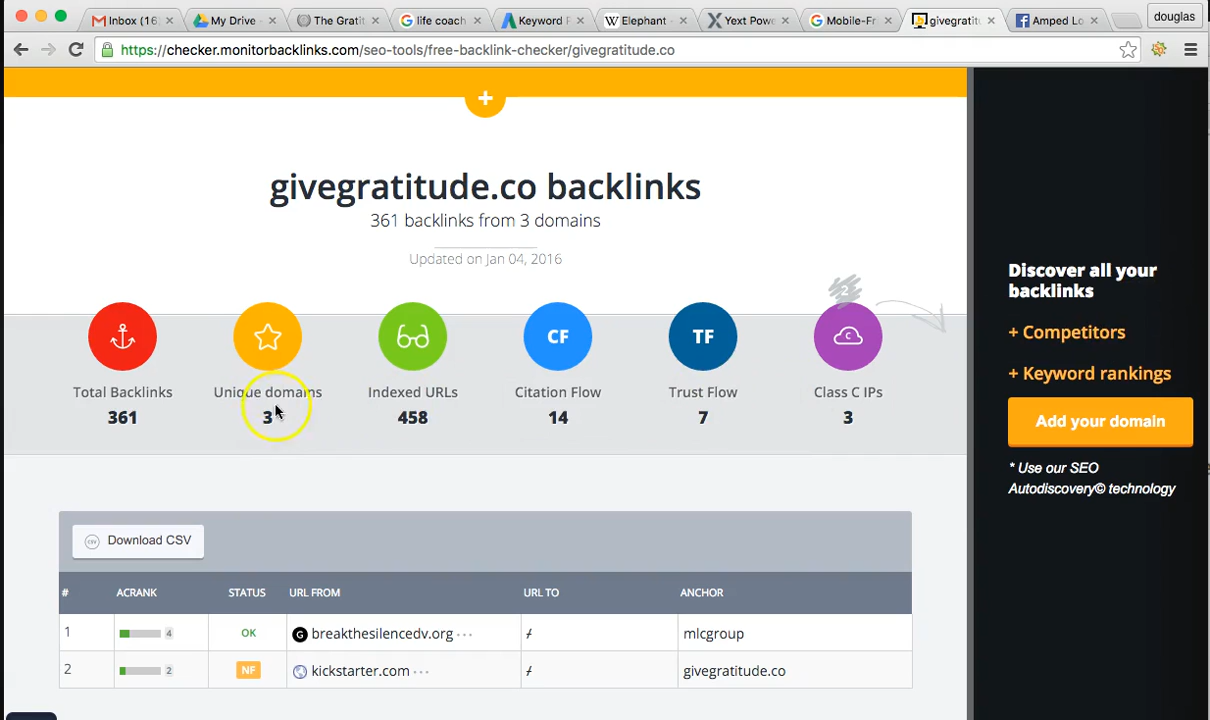 Inbox (16
My Drive -
The Gratit
life coach
Keyword P
Elephant -
Yext Pow
Mobile-Fr
givegratit
Amped Lo
douglas
https://checker.monitorbacklinks.com/seo-tools/free-backlink-checker/givegratitude.co
+
givegratitude.co backlinks
361 backlinks from 3 domains
Updated on Jan 04, 2016
CF
TF
Total Backlinks
361
Unique domains
3
Indexed URLs
458
Citation Flow
14
Trust Flow
7
Class C IPs
3
Discover all your
backlinks
+ Competitors
+ Keyword rankings
Add your domain
* Use our SEO
Autodiscovery© technology
CSV Download CSV
# ACRANK STATUS URL FROM URL TO ANCHOR
1 4 OK G breakthesilencedv.org ··· / mlcgroup
2 2 NF kickstarter.com ··· / givegratitude.co